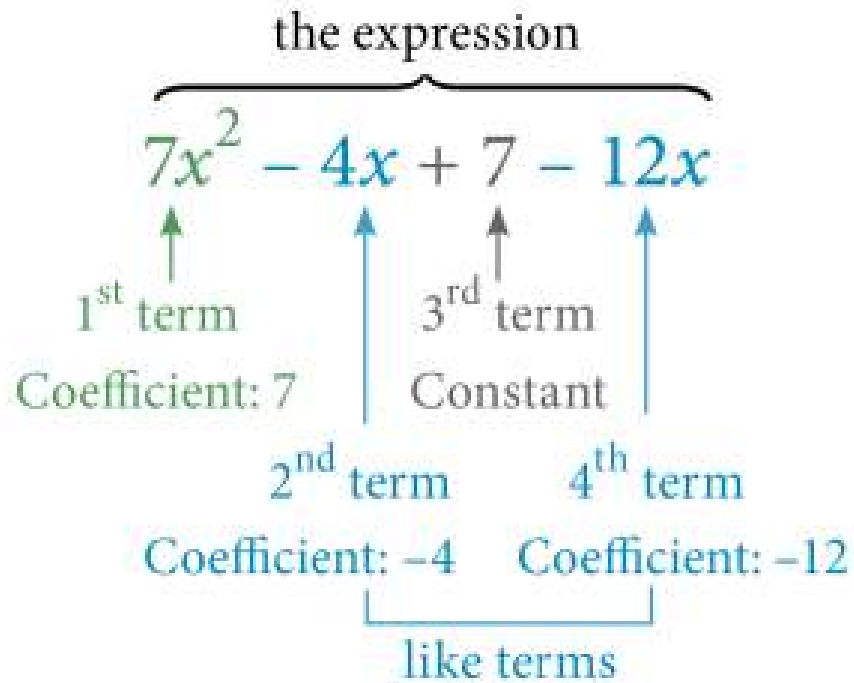 the expression
7x² – 4x + 7 – 12x
1ˢᵗ term
3ʳᵈ term
Coefficient: 7
Constant
2ⁿᵈ term
4ᵗʰ term
Coefficient: –4
Coefficient: –12
like terms